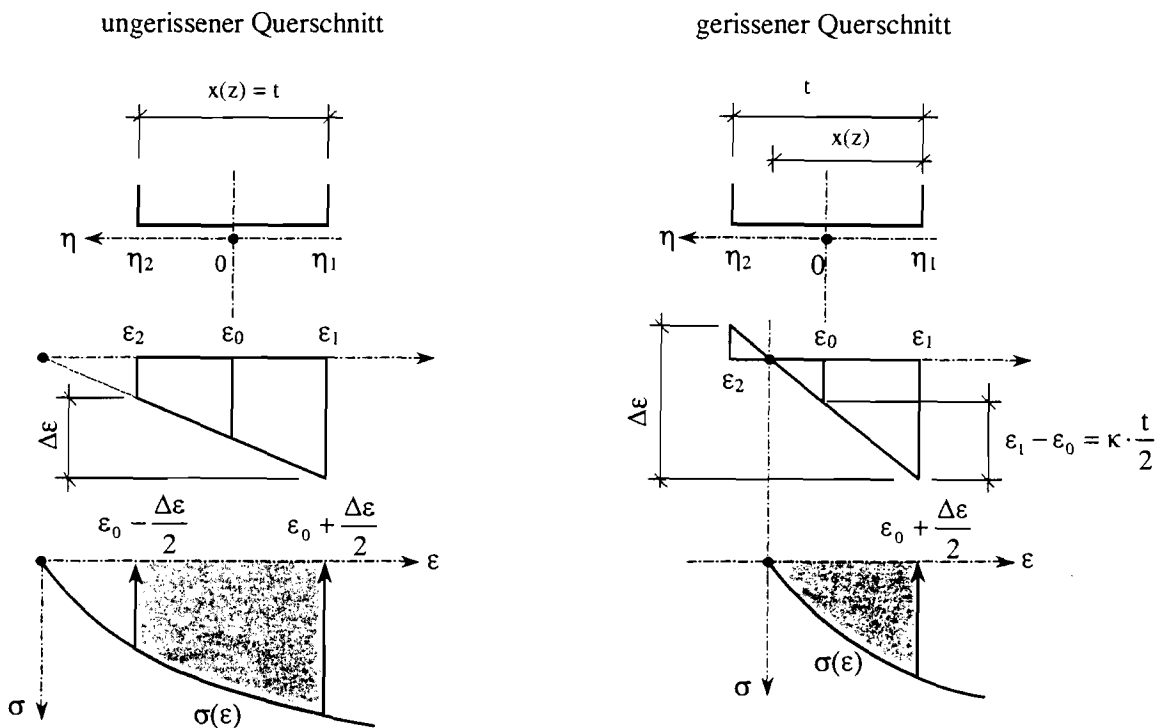 ungerissener Querschnitt
x(z) = t
η
η₂
0
η₁
ε₂
ε₀
ε₁
Δε
ε₀ − Δε/2
ε₀ + Δε/2
ε
σ
σ(ε)
gerissener Querschnitt
t
x(z)
η
η₂
0
η₁
ε₀
ε₁
ε₂
Δε
ε₁ − ε₀ = κ · t/2
ε₀ + Δε/2
ε
σ(ε)
σ